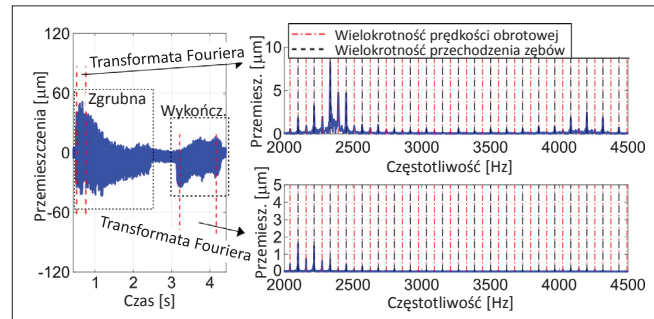 Przemieszczenia [µm]
120
60
0
-60
-120
1
2
3
4
Czas [s]
Transformata Fouriera
Zgrubna
Wykończ.
Transformata Fouriera
Wielokrotność prędkości obrotowej
Wielokrotność przechodzenia zębów
Przemiesz. [µm]
10
5
0
2000
2500
3000
3500
4000
4500
Częstotliwość [Hz]
Przemiesz. [µm]
5
4
3
2
1
0
2000
2500
3000
3500
4000
4500
Częstotliwość [Hz]